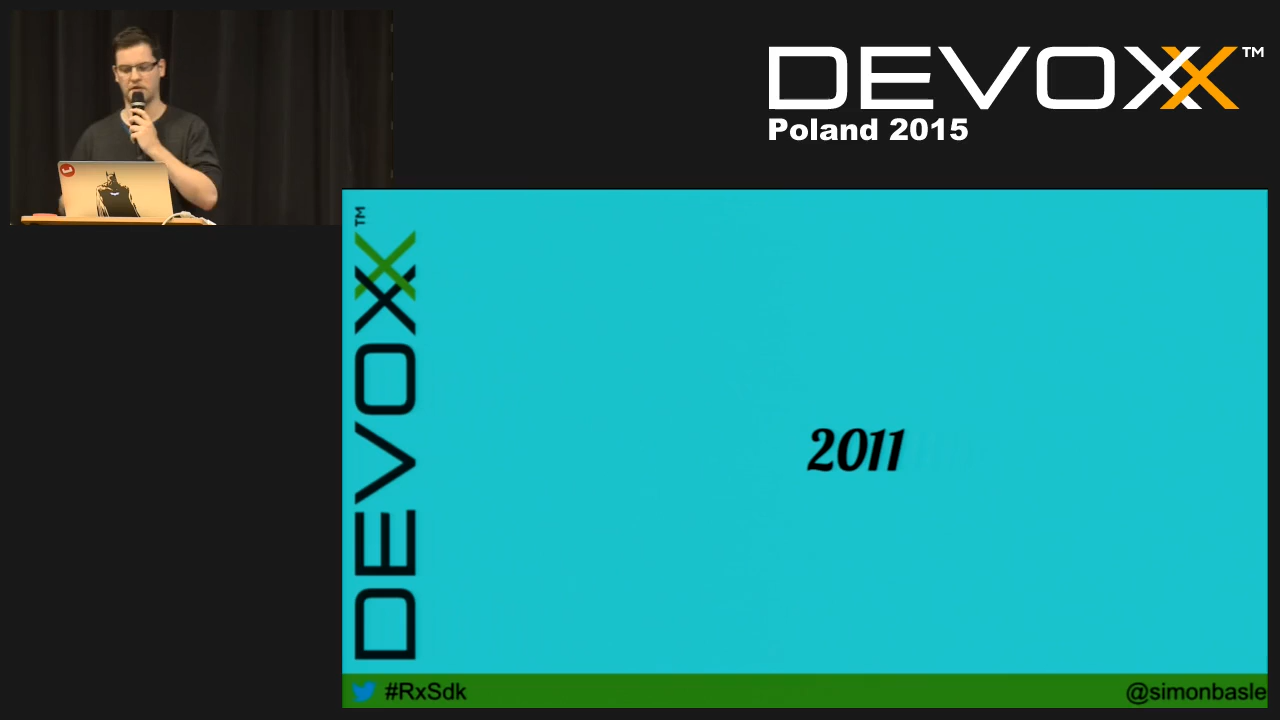 DEVOXX™
Poland 2015
DEVOXX™
2011
#RxSdk
@simonbasle